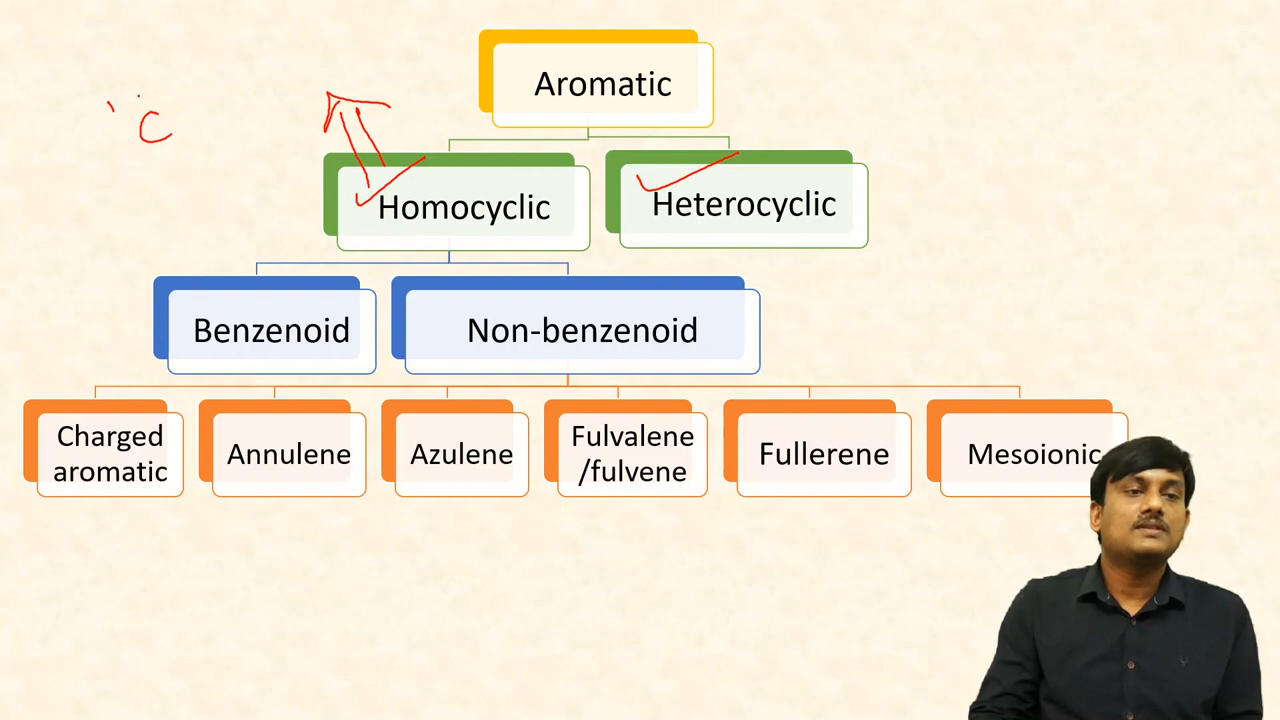 Aromatic
C
Homocyclic
Heterocyclic
Benzenoid
Non-benzenoid
Charged
aromatic
Annulene
Azulene
Fulvalene
/fulvene
Fullerene
Mesoionic